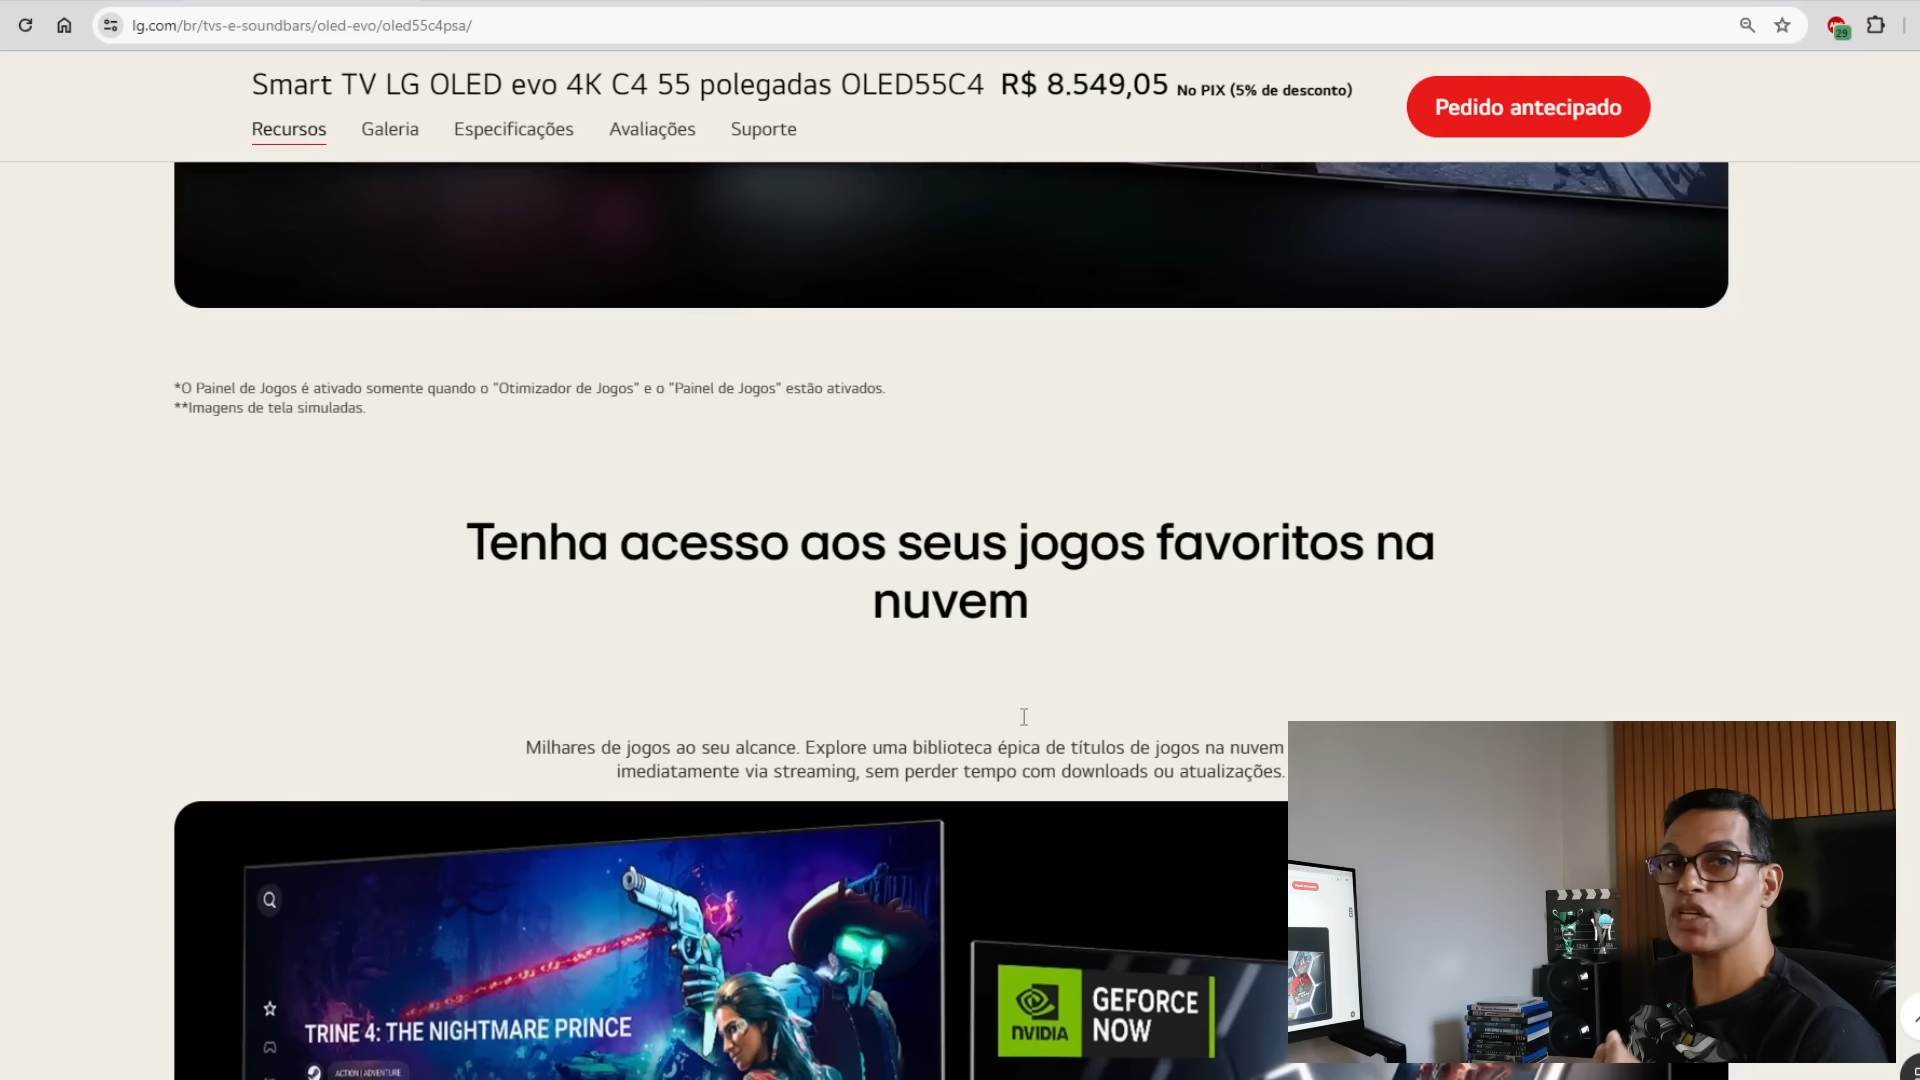 lg.com/br/tvs-e-soundbars/oled-evo/oled55c4psa/
29
Smart TV LG OLED evo 4K C4 55 polegadas OLED55C4 R$ 8.549,05 No PIX (5% de desconto)
Pedido antecipado
Recursos Galeria Especificações Avaliações Suporte
*O Painel de Jogos é ativado somente quando o "Otimizador de Jogos" e o "Painel de Jogos" estão ativados.
**Imagens de tela simuladas.
Tenha acesso aos seus jogos favoritos na
nuvem
Milhares de jogos ao seu alcance. Explore uma biblioteca épica de títulos de jogos na nuvem
imediatamente via streaming, sem perder tempo com downloads ou atualizações.
TRINE 4: THE NIGHTMARE PRINCE
ACTION | ADVENTURE
NVIDIA
GEFORCE
NOW